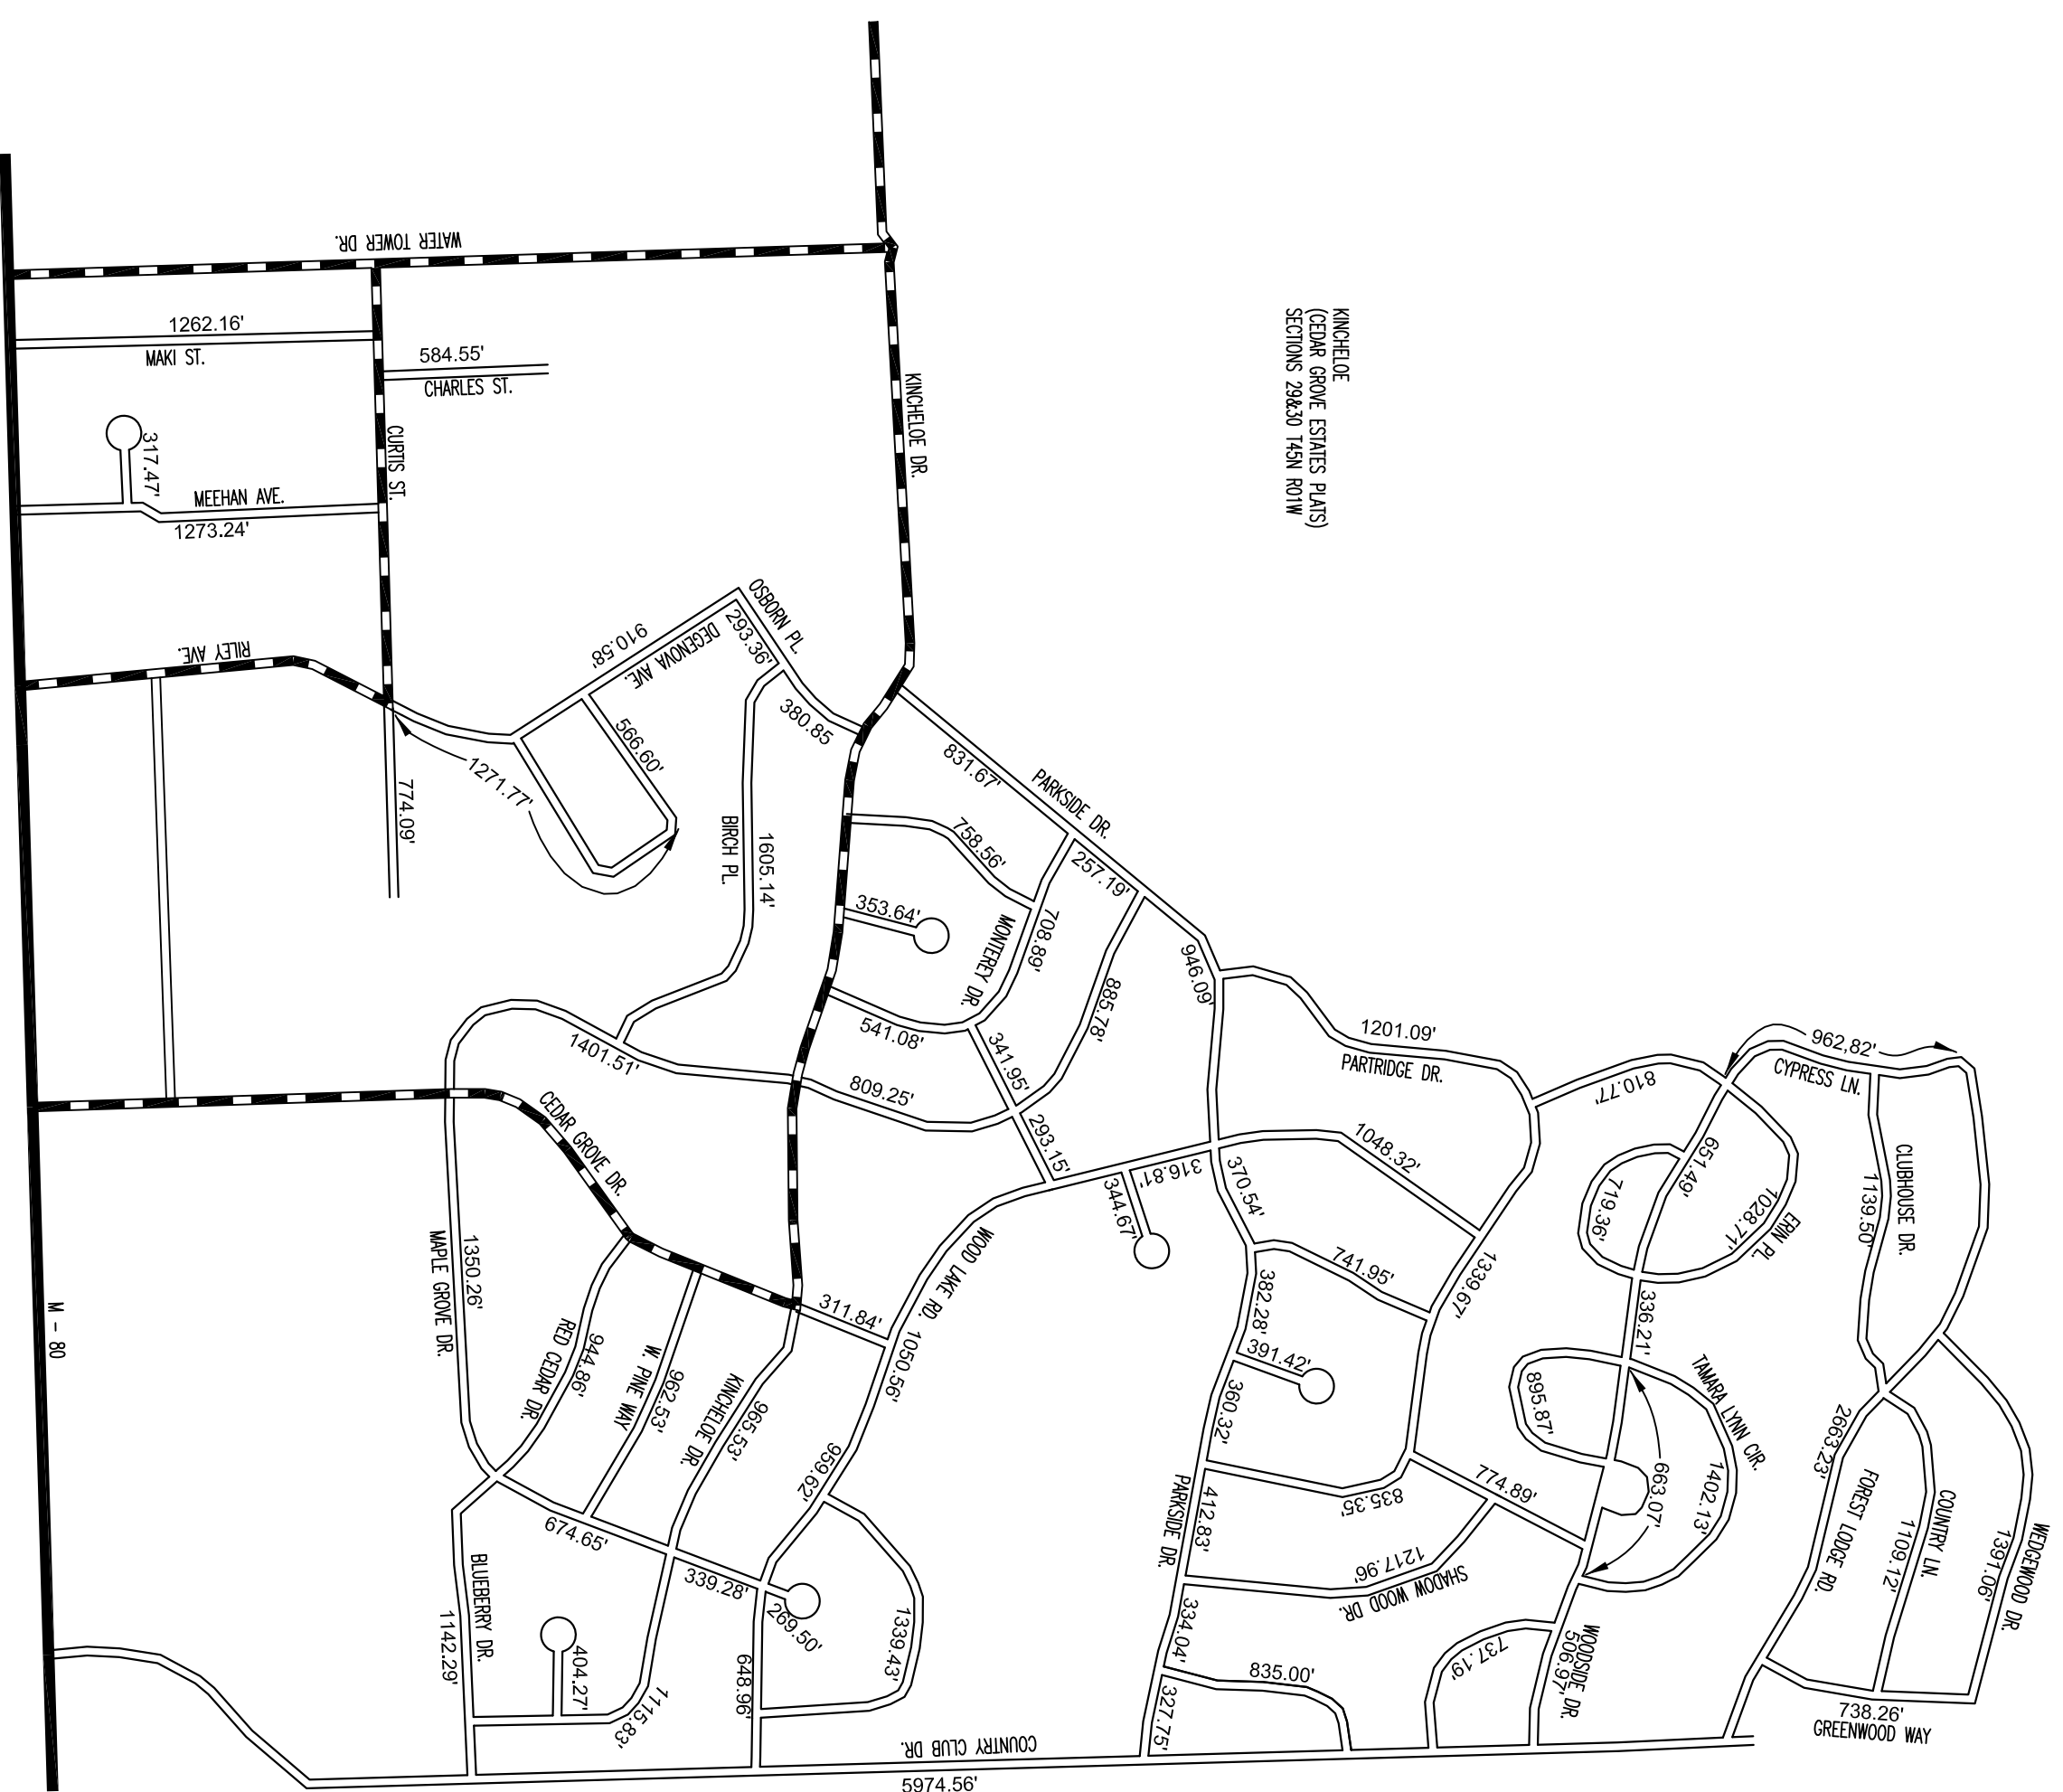 KINCHELOE
(CEDAR GROVE ESTATES PLATS)
SECTIONS 29&30 T45N R01W
WATER TOWER DR.
1262.16'
MAKI ST.
584.55'
CHARLES ST.
317.47'
CURTIS ST.
MEEHAN AVE.
1273.24'
KINCHELOE DR.
RILEY AVE.
OSBORN PL.
293.36'
DEGENOVA AVE.
910.58'
566.60'
380.85
1271.77'
774.09'
BIRCH PL.
1605.14'
831.67'
PARKSIDE DR.
758.56'
257.19'
353.64'
MONTEREY DR.
708.89'
946.09'
885.78'
541.08'
341.95'
1401.51'
809.25'
293.15'
CEDAR GROVE DR.
1201.09'
PARTRIDGE DR.
962,82'
CYPRESS LN.
810.77'
651.49'
719.36'
1028.71'
ERIN PL.
CLUBHOUSE DR.
1139.50'
1048.32'
316.81'
344.67'
370.54'
WOOD LAKE RD.
741.95'
1339.67'
382.28'
391.42'
336.21'
MAPLE GROVE DR.
1350.26'
311.84'
1050.56'
RED CEDAR DR.
944.86'
W. PINE WAY
962.53'
KINCHELOE DR.
965.53'
959.62'
360.32'
TAMARA LYNN CIR.
895.87'
1402.13'
663.07'
2663.23'
FOREST LODGE RD.
COUNTRY LN.
1109.12'
WEDGEWOOD DR.
1391.06'
M - 80
674.65'
339.28'
269.50'
PARKSIDE DR.
412.83'
835.35'
774.89'
1217.96'
SHADOW WOOD DR.
BLUEBERRY DR.
1142.29'
404.27'
1115.83'
648.96'
1339.43'
334.04'
835.00'
327.75'
737.19'
WOODSIDE DR.
506.97'
738.26'
GREENWOOD WAY
COUNTRY CLUB DR.
5974.56'